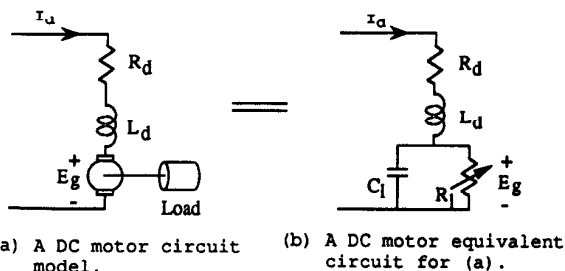 Ia
Rd
Ld
+
Eg
-
Load
a) A DC motor circuit
model.
Ia
Rd
Ld
Cl
Rl
+
Eg
-
(b) A DC motor equivalent
circuit for (a).